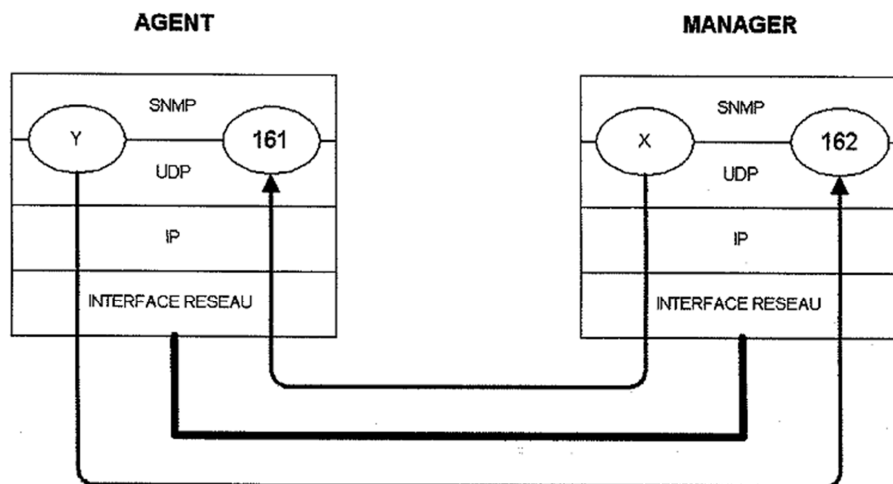 AGENT
MANAGER
SNMP
Y
161
UDP
IP
INTERFACE RESEAU
SNMP
X
162
UDP
IP
INTERFACE RESEAU